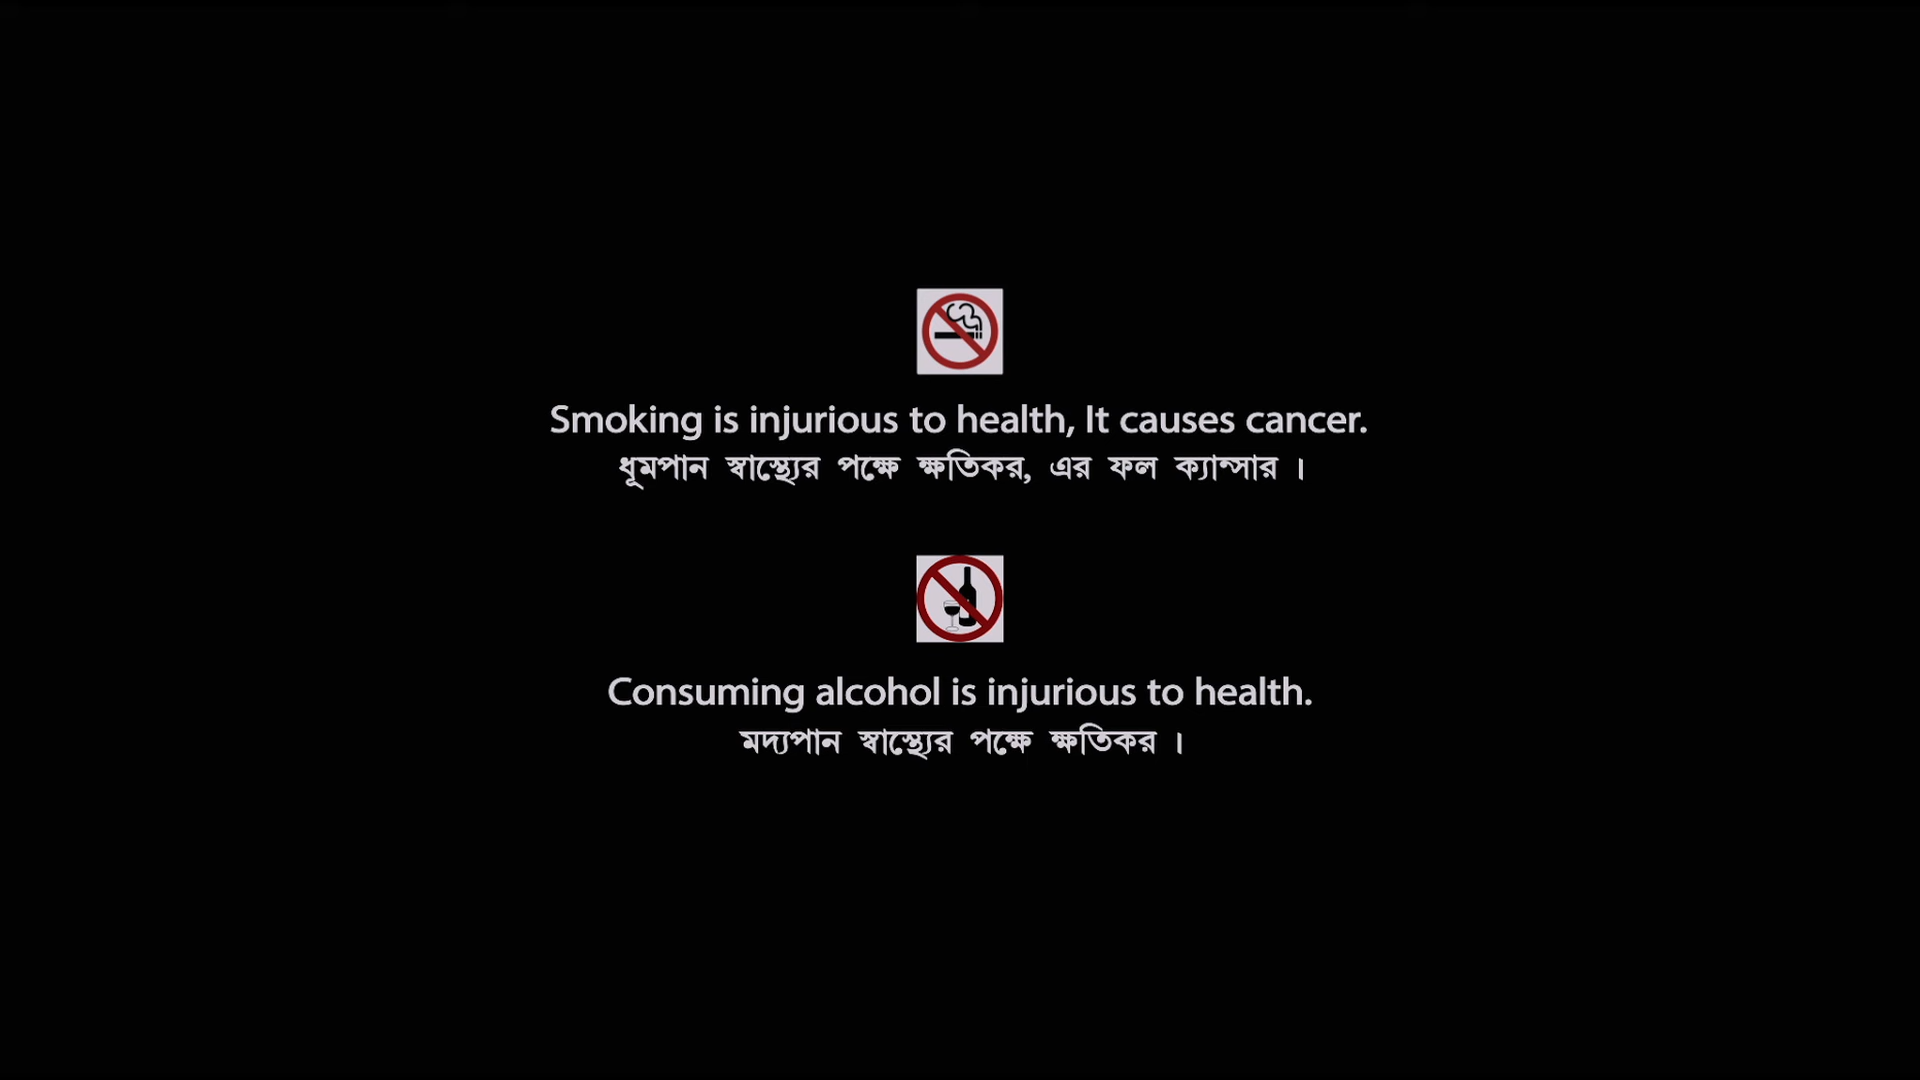 Smoking is injurious to health, It causes cancer.
ধূমপান স্বাস্থ্যের পক্ষে ক্ষতিকর, এর ফল ক্যান্সার ।
Consuming alcohol is injurious to health.
মদ্যপান স্বাস্থ্যের পক্ষে ক্ষতিকর ।